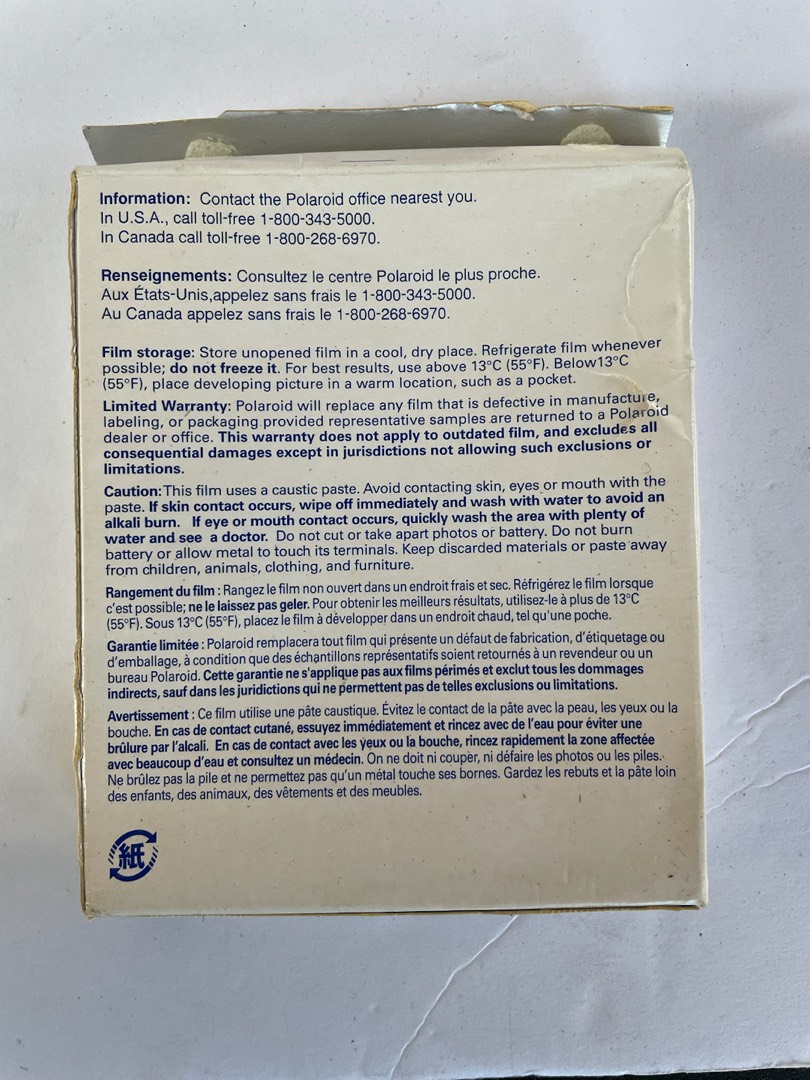 Information: Contact the Polaroid office nearest you.
In U.S.A., call toll-free 1-800-343-5000.
In Canada call toll-free 1-800-268-6970.
Renseignements: Consultez le centre Polaroid le plus proche.
Aux États-Unis,appelez sans frais le 1-800-343-5000.
Au Canada appelez sans frais le 1-800-268-6970.
Film storage: Store unopened film in a cool, dry place. Refrigerate film whenever
possible; do not freeze it. For best results, use above 13°C (55°F). Below13°C
(55°F), place developing picture in a warm location, such as a pocket.
Limited Warranty: Polaroid will replace any film that is defective in manufacture,
labeling, or packaging provided representative samples are returned to a Polaroid
dealer or office. This warranty does not apply to outdated film, and excludes all
consequential damages except in jurisdictions not allowing such exclusions or
limitations.
Caution:This film uses a caustic paste. Avoid contacting skin, eyes or mouth with the
paste. If skin contact occurs, wipe off immediately and wash with water to avoid an
alkali burn. If eye or mouth contact occurs, quickly wash the area with plenty of
water and see a doctor. Do not cut or take apart photos or battery. Do not burn
battery or allow metal to touch its terminals. Keep discarded materials or paste away
from children, animals, clothing, and furniture.
Rangement du film : Rangez le film non ouvert dans un endroit frais et sec. Réfrigérez le film lorsque
c'est possible; ne le laissez pas geler. Pour obtenir les meilleurs résultats, utilisez-le à plus de 13°C
(55°F). Sous 13°C (55°F), placez le film à développer dans un endroit chaud, tel qu'une poche.
Garantie limitée : Polaroid remplacera tout film qui présente un défaut de fabrication, d'étiquetage ou
d'emballage, à condition que des échantillons représentatifs soient retournés à un revendeur ou un
bureau Polaroid. Cette garantie ne s'applique pas aux films périmés et exclut tous les dommages
indirects, sauf dans les juridictions qui ne permettent pas de telles exclusions ou limitations.
Avertissement : Ce film utilise une pâte caustique. Évitez le contact de la pâte avec la peau, les yeux ou la
bouche. En cas de contact cutané, essuyez immédiatement et rincez avec de l'eau pour éviter une
brûlure par l'alcali. En cas de contact avec les yeux ou la bouche, rincez rapidement la zone affectée
avec beaucoup d'eau et consultez un médecin. On ne doit ni couper, ni défaire les photos ou les piles.
Ne brûlez pas la pile et ne permettez pas qu'un métal touche ses bornes. Gardez les rebuts et la pâte loin
des enfants, des animaux, des vêtements et des meubles.
紙